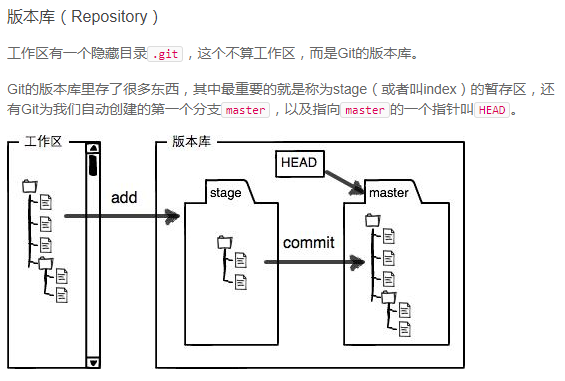 版本库（Repository）
工作区有一个隐藏目录.git，这个不算工作区，而是Git的版本库。
Git的版本库里存了很多东西，其中最重要的就是称为stage（或者叫index）的暂存区，还
有Git为我们自动创建的第一个分支master，以及指向master的一个指针叫HEAD。
工作区
版本库
HEAD
stage
master
add
commit